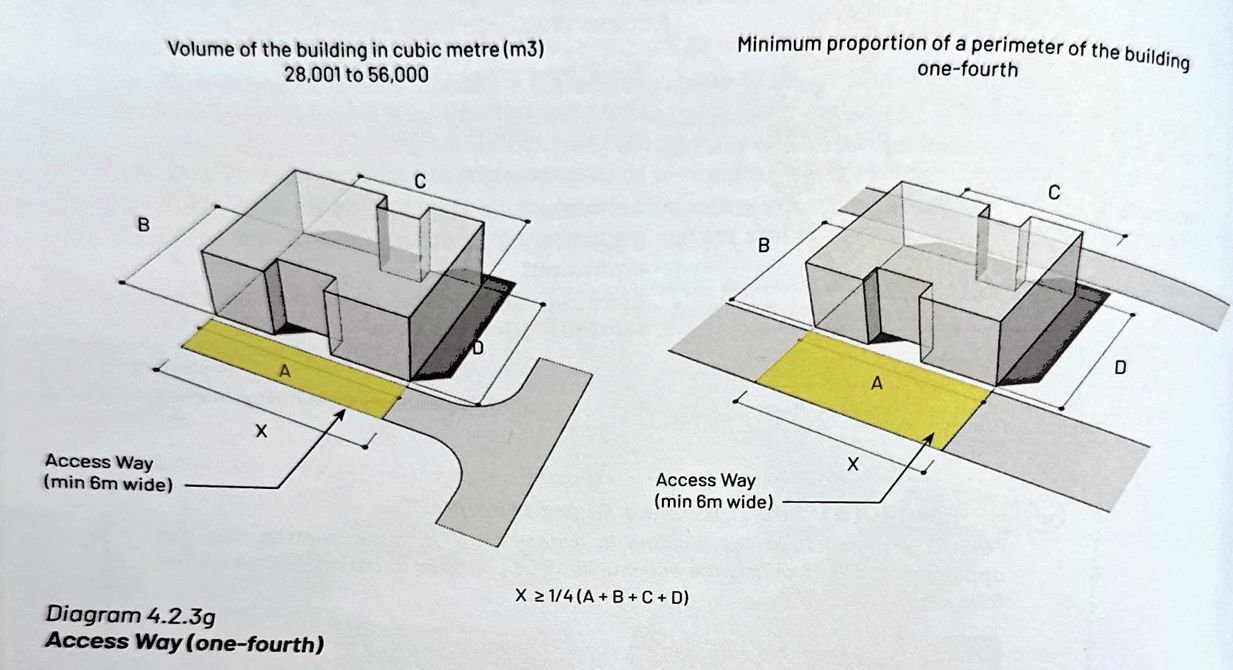 Volume of the building in cubic metre (m3)
28,001 to 56,000
Minimum proportion of a perimeter of the building
one-fourth
C
B
D
A
X
Access Way
(min 6m wide)
C
B
D
A
X
Access Way
(min 6m wide)
X ≥ 1/4 (A + B + C + D)
Diagram 4.2.3g
Access Way (one-fourth)